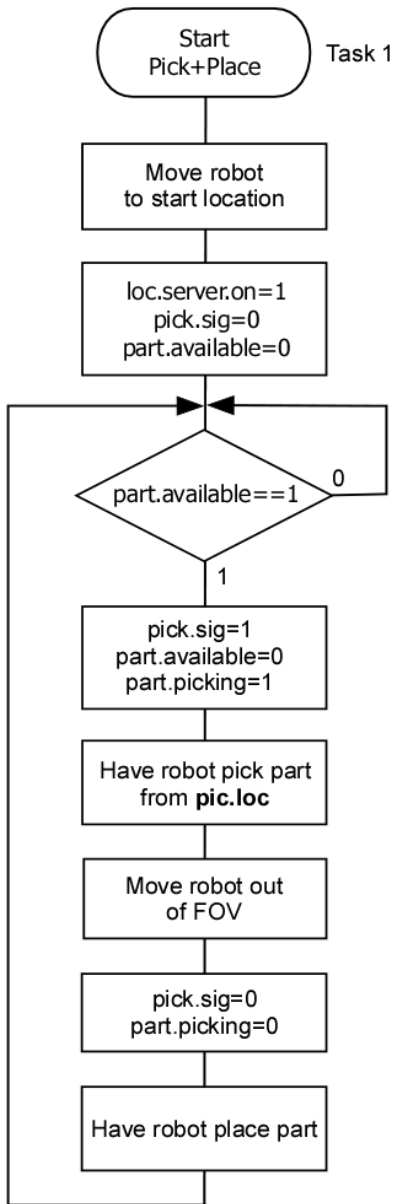 Start
Pick+Place
Task 1
Move robot
to start location
loc.server.on=1
pick.sig=0
part.available=0
part.available==1
0
1
pick.sig=1
part.available=0
part.picking=1
Have robot pick part
from pic.loc
Move robot out
of FOV
pick.sig=0
part.picking=0
Have robot place part